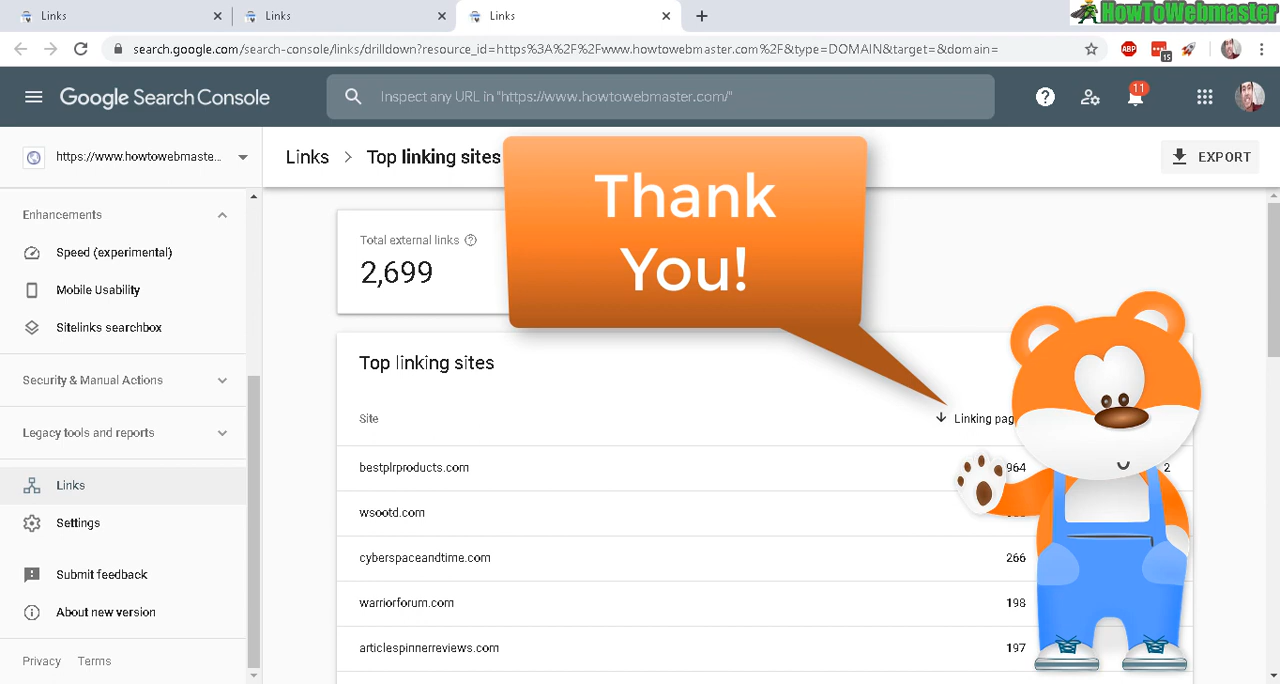 Links
Links
Links
HowToWebmaster
search.google.com/search-console/links/drilldown?resource_id=https%3A%2F%2Fwww.howtowebmaster.com%2F&type=DOMAIN&target=&domain=
ABP
15
Google Search Console
Inspect any URL in "https://www.howtowebmaster.com/"
11
https://www.howtowebmaste...
Links > Top linking sites
EXPORT
Thank
You!
Enhancements
Speed (experimental)
Mobile Usability
Sitelinks searchbox
Security & Manual Actions
Legacy tools and reports
Links
Settings
Submit feedback
About new version
Privacy Terms
Total external links
2,699
Top linking sites
Site
Linking pag
bestplrproducts.com 964 2
wsootd.com
cyberspaceandtime.com 266
warriorforum.com 198
articlespinnerreviews.com 197